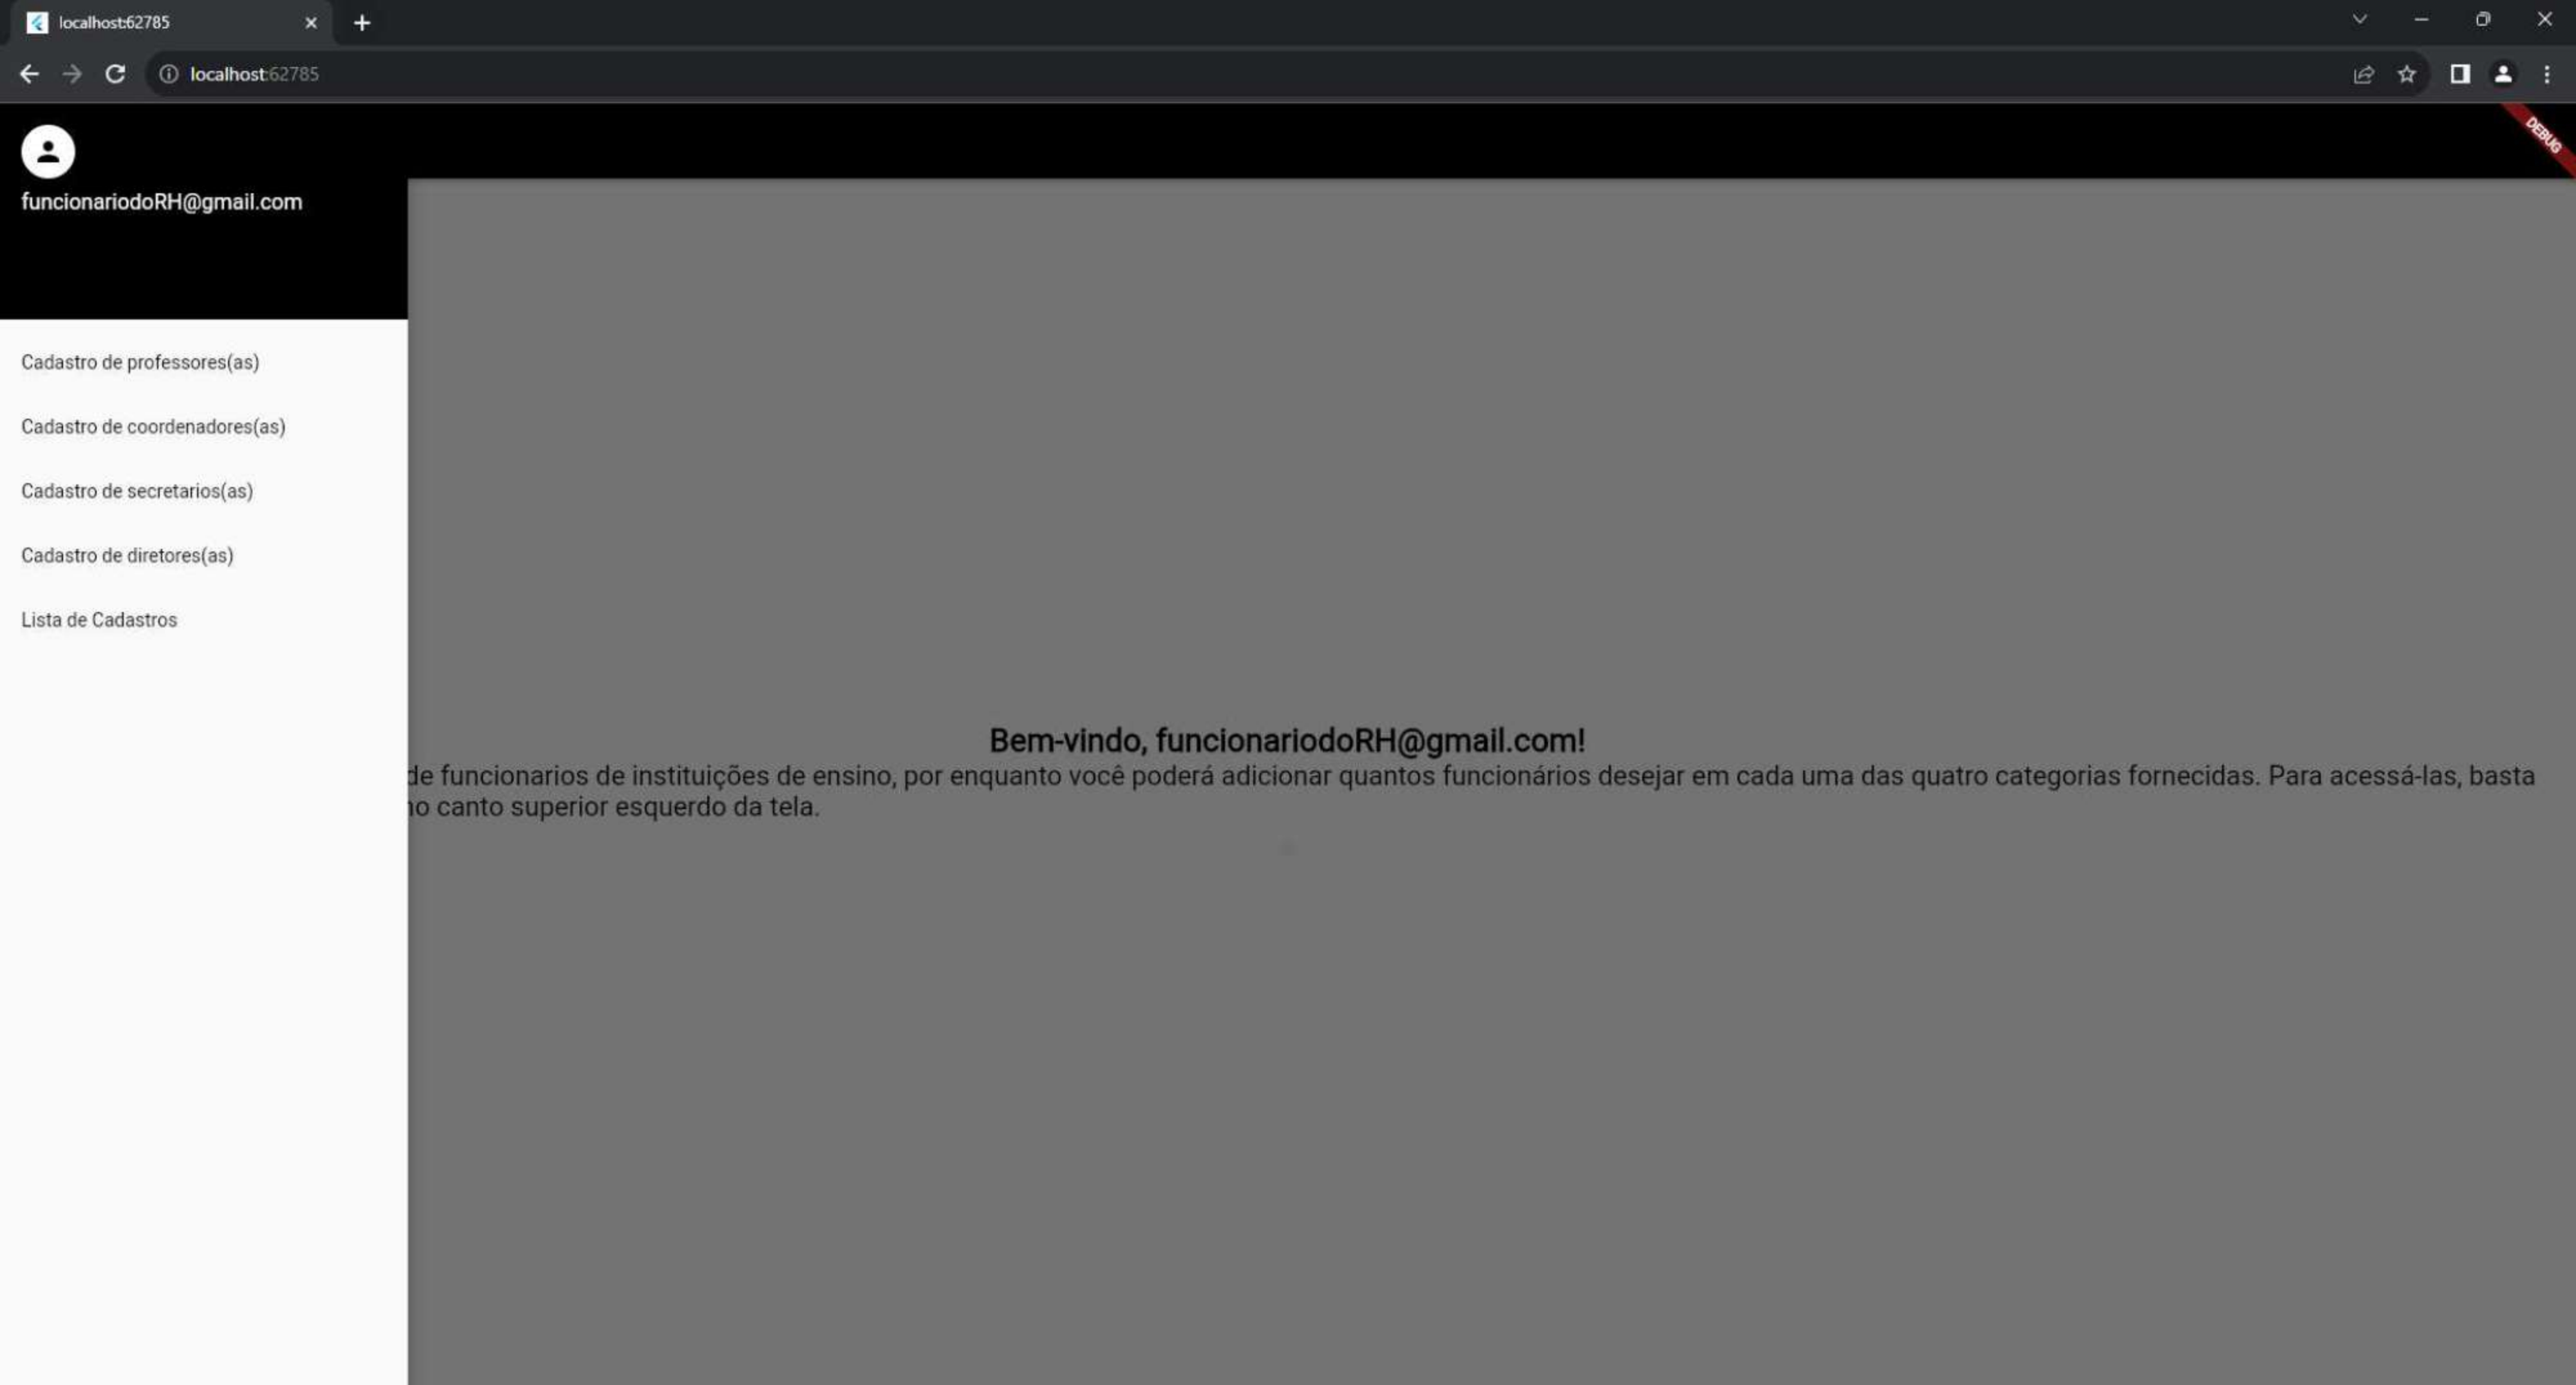 localhost:62785
localhost:62785
DEBUG
funcionariodoRH@gmail.com
Cadastro de professores(as)
Cadastro de coordenadores(as)
Cadastro de secretarios(as)
Cadastro de diretores(as)
Lista de Cadastros
Bem-vindo, funcionariodoRH@gmail.com!
de funcionarios de instituições de ensino, por enquanto você poderá adicionar quantos funcionários desejar em cada uma das quatro categorias fornecidas. Para acessá-las, basta
no canto superior esquerdo da tela.